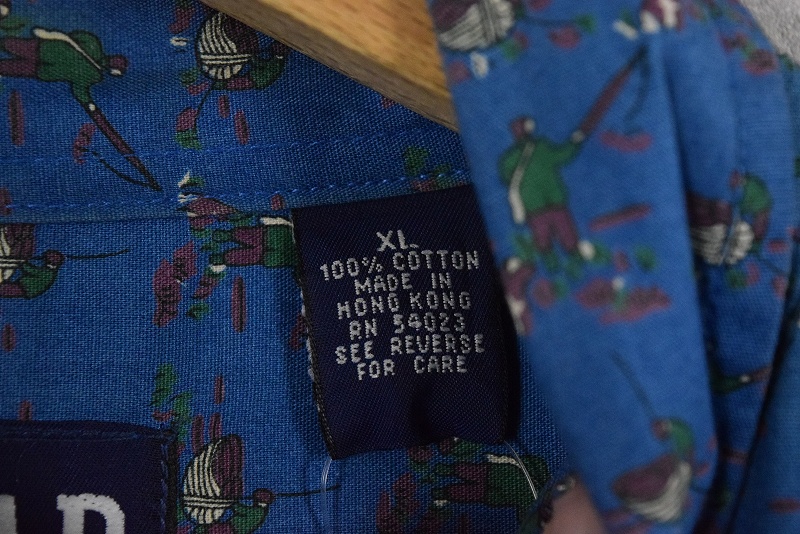 XL
100% COTTON
MADE IN
HONG KONG
RN 54023
SEE REVERSE
FOR CARE